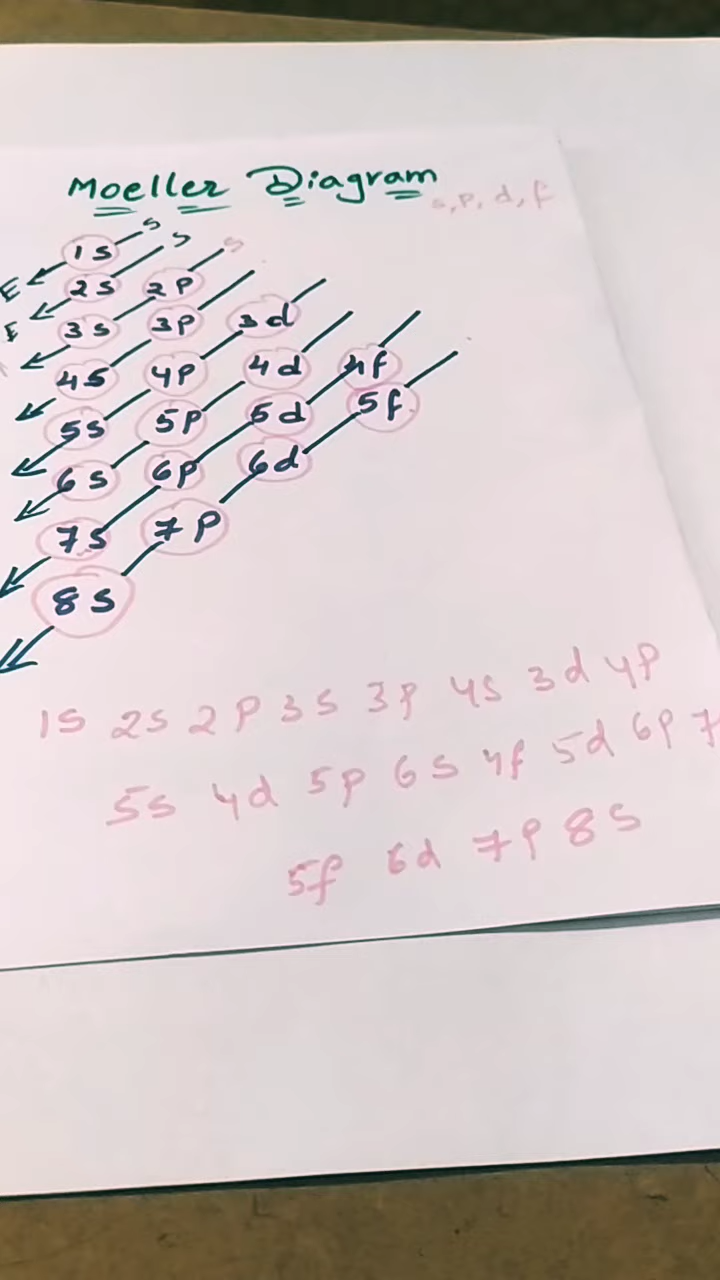 Moeller Diagram
s, p, d, f
1s s
E 2s 2p s s
E 3s 3p 3d
4s 4p 4d 4f
5s 5p 5d 5f
6s 6p 6d
7s 7p
8s
1s 2s 2p 3s 3p 4s 3d 4p
5s 4d 5p 6s 4f 5d 6p 7
5f 6d 7p 8s